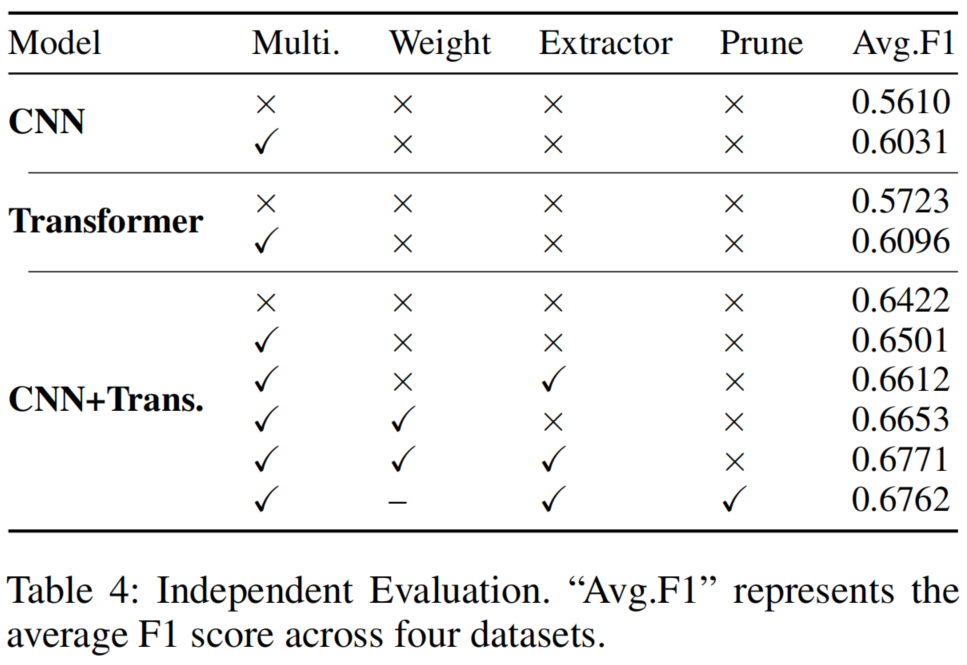 Model Multi. Weight Extractor Prune Avg.F1
CNN
× × × × 0.5610
✓ × × × 0.6031
Transformer
× × × × 0.5723
✓ × × × 0.6096
CNN+Trans.
× × × × 0.6422
✓ × × × 0.6501
✓ × ✓ × 0.6612
✓ ✓ × × 0.6653
✓ ✓ ✓ × 0.6771
✓ – ✓ ✓ 0.6762
Table 4: Independent Evaluation. “Avg.F1” represents the
average F1 score across four datasets.